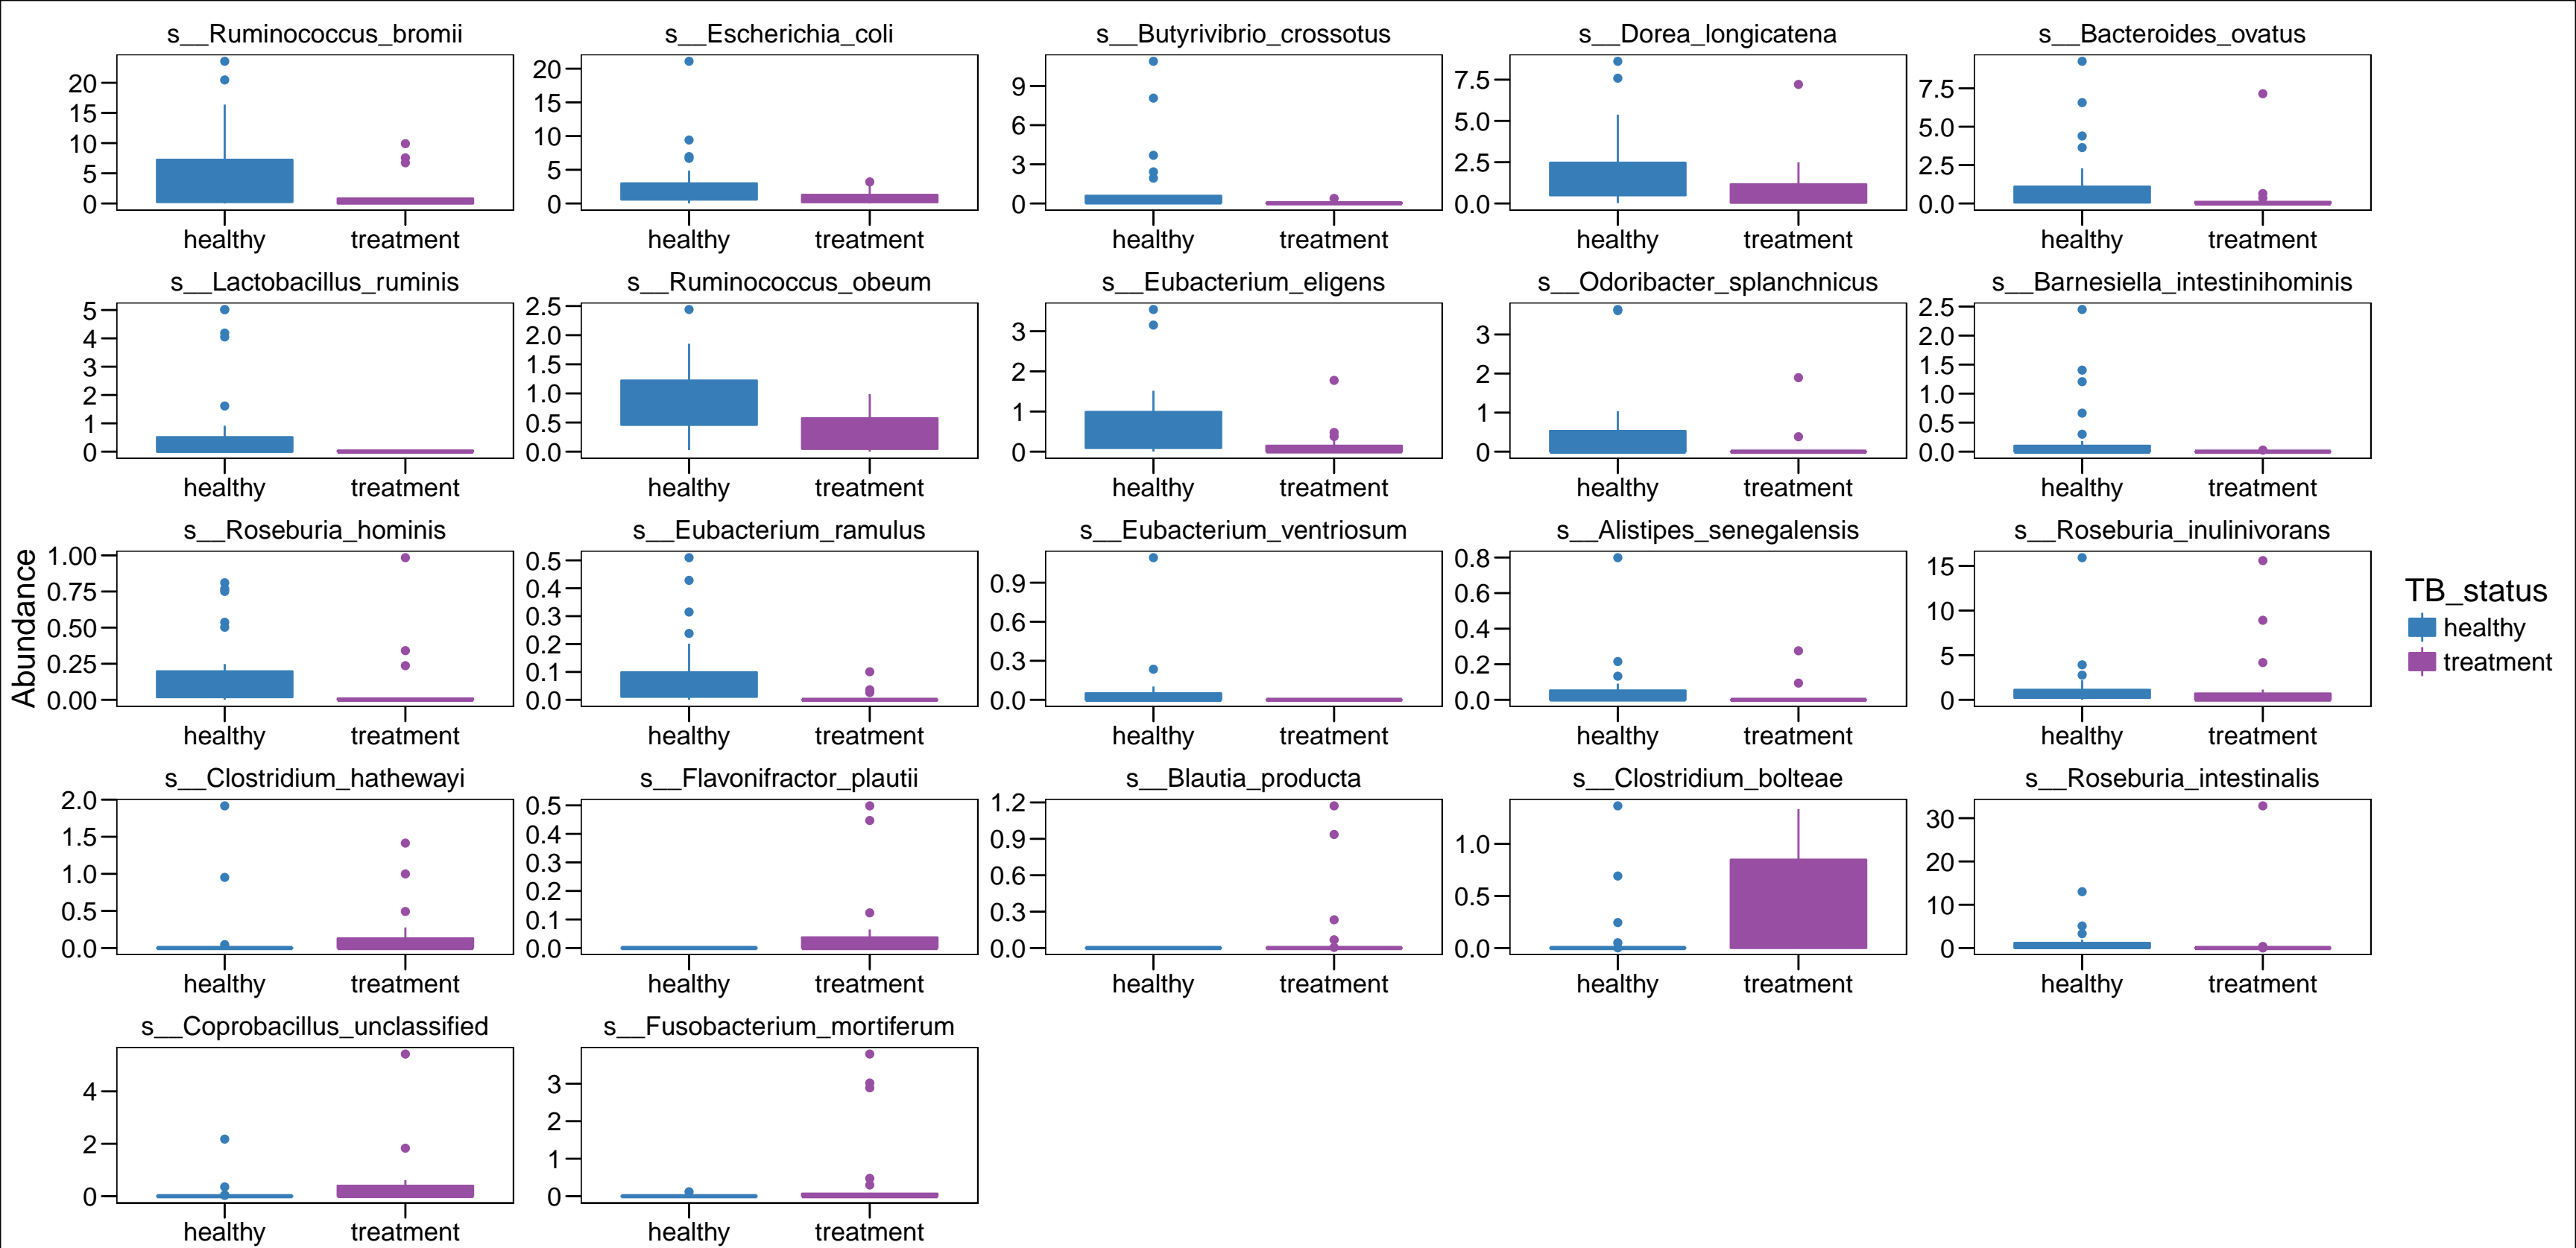 s__Ruminococcus_bromii s__Escherichia_coli s__Butyrivibrio_crossotus s__Dorea_longicatena s__Bacteroides_ovatus
20 20 9 7.5 7.5
15 15 6 5.0 5.0
10 10 3 2.5 2.5
5 5 0 0.0 0.0
0 0
healthy treatment healthy treatment healthy treatment healthy treatment healthy treatment
s__Lactobacillus_ruminis s__Ruminococcus_obeum s__Eubacterium_eligens s__Odoribacter_splanchnicus s__Barnesiella_intestinihominis
5 2.5 3 3 2.5
4 2.0 2 2 2.0
3 1.5 1 1 1.5
2 1.0 0 0 1.0
1 0.5 0.5
0 0.0 0.0
healthy treatment healthy treatment healthy treatment healthy treatment healthy treatment
s__Roseburia_hominis s__Eubacterium_ramulus s__Eubacterium_ventriosum s__Alistipes_senegalensis s__Roseburia_inulinivorans
Abundance
1.00 0.5 0.9 0.8 15
0.75 0.4 0.6 0.6 10
0.50 0.3 0.3 0.4 5
0.25 0.2 0.0 0.2 0
0.00 0.1 0.0
0.0
healthy treatment healthy treatment healthy treatment healthy treatment healthy treatment
TB_status
healthy
treatment
s__Clostridium_hathewayi s__Flavonifractor_plautii s__Blautia_producta s__Clostridium_bolteae s__Roseburia_intestinalis
2.0 0.5 1.2 1.0 30
1.5 0.4 0.9 0.5 20
1.0 0.3 0.6 0.0 10
0.5 0.2 0.3 0
0.0 0.1 0.0
0.0
healthy treatment healthy treatment healthy treatment healthy treatment healthy treatment
s__Coprobacillus_unclassified s__Fusobacterium_mortiferum
4 3
2 2
0 1
0
healthy treatment healthy treatment